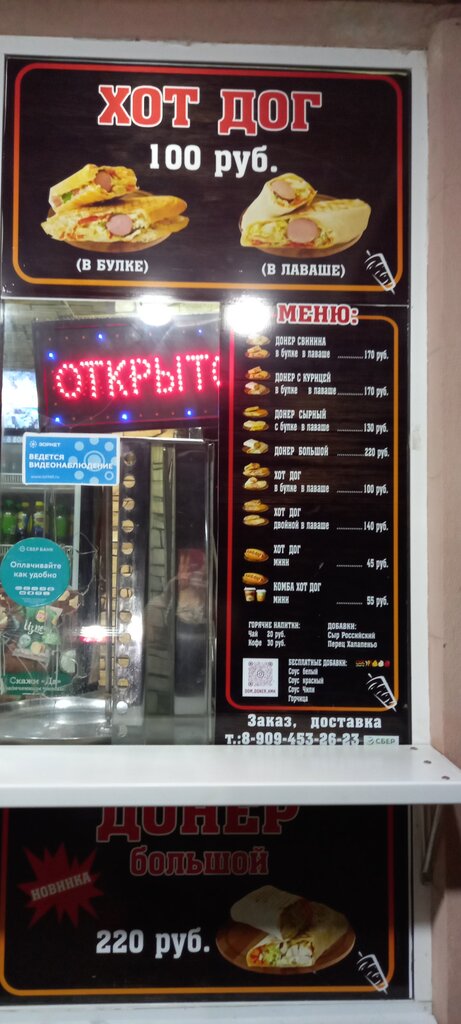 ХОТ ДОГ
100 руб.
(В БУЛКЕ)
(В ЛАВАШЕ)
МЕНЮ:
ДОНЕР СВИНИНА
в булке в лаваше ............170 руб.
ДОНЕР С КУРИЦЕЙ
в булке в лаваше ............170 руб.
ДОНЕР СЫРНЫЙ
с булке в лаваше ............130 руб.
ДОНЕР БОЛЬШОЙ ............220 руб.
ХОТ ДОГ
в булке в лаваше ............100 руб.
ХОТ ДОГ
двойной в лаваше ............140 руб.
ХОТ ДОГ
мини ............45 руб.
КОМБА ХОТ ДОГ
мини ............55 руб.
ГОРЯЧИЕ НАПИТКИ:
Чай 20 руб.
Кофе 30 руб.
ДОБАВКИ:
Сыр Российский
Перец Халапеньо
БЕСПЛАТНЫЕ ДОБАВКИ:
Соус белый
Соус красный
Соус Чили
Горчица
Заказ, доставка
т.:8-909-453-26-23
СБЕР
ОТКРЫТО
ЗОРКЕТ
ВЕДЕТСЯ
ВИДЕОНАБЛЮДЕНИЕ
СБЕР БАНК
Оплачивайте
как удобно
Скажи «Да»
ДОНЕР
большой
НОВИНКА
220 руб.